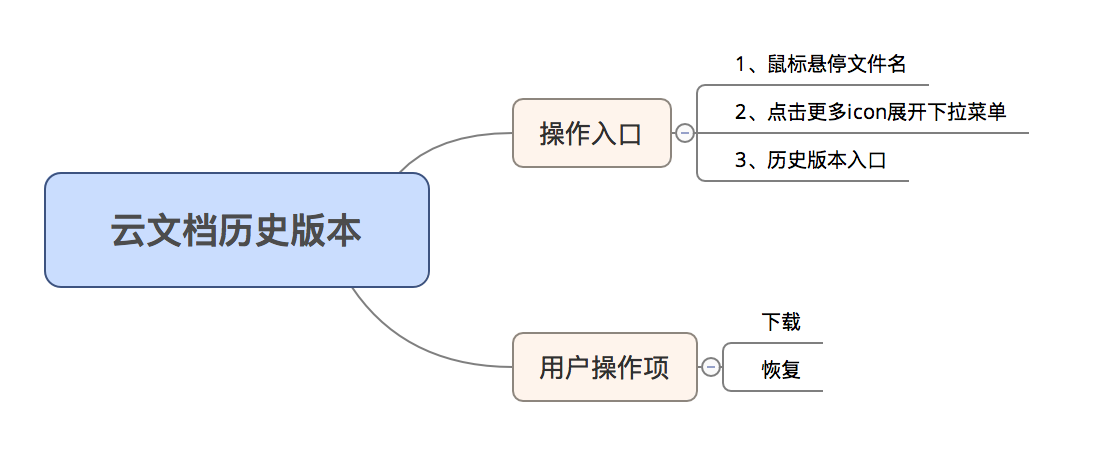 云文档历史版本
操作入口
1、鼠标悬停文件名
2、点击更多icon展开下拉菜单
3、历史版本入口
用户操作项
下载
恢复